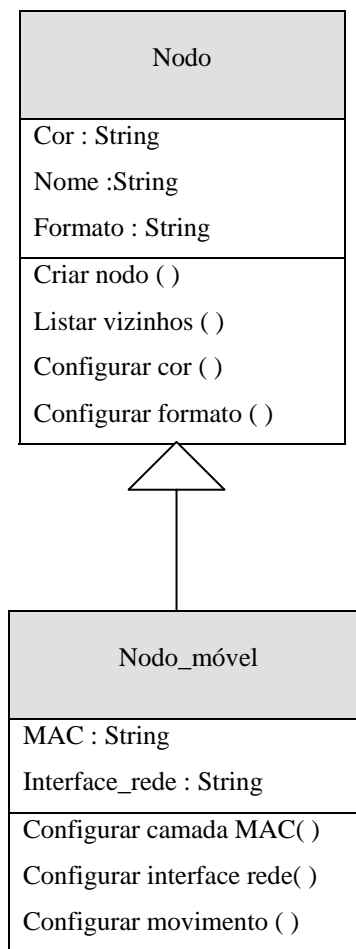 Nodo
Cor : String
Nome :String
Formato : String
Criar nodo ( )
Listar vizinhos ( )
Configurar cor ( )
Configurar formato ( )
Nodo_móvel
MAC : String
Interface_rede : String
Configurar camada MAC( )
Configurar interface rede( )
Configurar movimento ( )